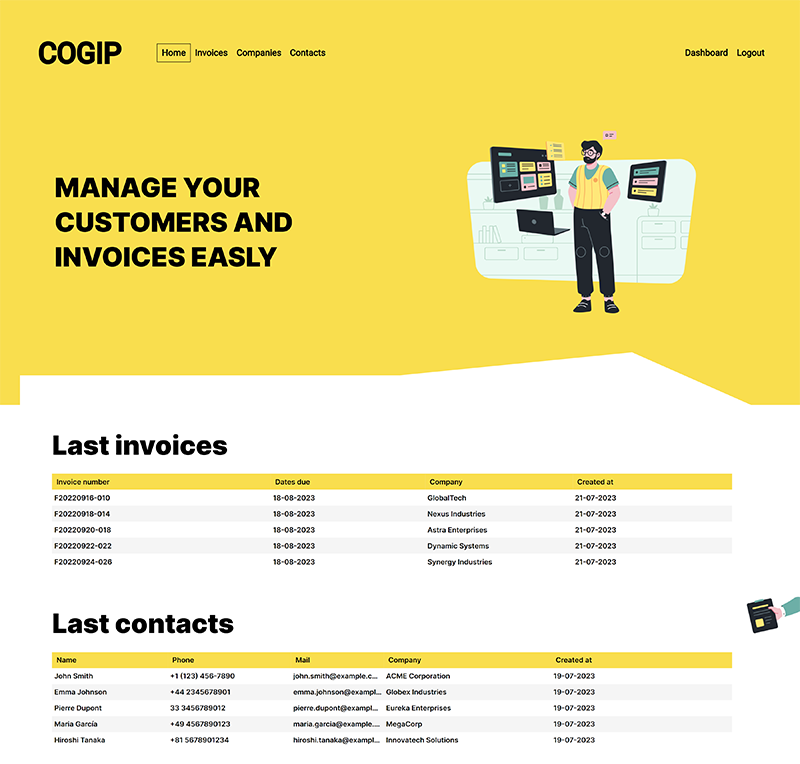 COGIP Home Invoices Companies Contacts Dashboard Logout
MANAGE YOUR
CUSTOMERS AND
INVOICES EASLY
Last invoices
Invoice number Dates due Company Created at
F20220916-010 18-08-2023 GlobalTech 21-07-2023
F20220918-014 18-08-2023 Nexus Industries 21-07-2023
F20220920-018 18-08-2023 Astra Enterprises 21-07-2023
F20220922-022 18-08-2023 Dynamic Systems 21-07-2023
F20220924-026 18-08-2023 Synergy Industries 21-07-2023
Last contacts
Name Phone Mail Company Created at
John Smith +1 (123) 456-7890 john.smith@example.c... ACME Corporation 19-07-2023
Emma Johnson +44 2345678901 emma.johnson@exampl... Globex Industries 19-07-2023
Pierre Dupont 33 3456789012 pierre.dupont@exampl... Eureka Enterprises 19-07-2023
Maria García +49 4567890123 maria.garcia@example.... MegaCorp 19-07-2023
Hiroshi Tanaka +81 5678901234 hiroshi.tanaka@exampl... Innovatech Solutions 19-07-2023